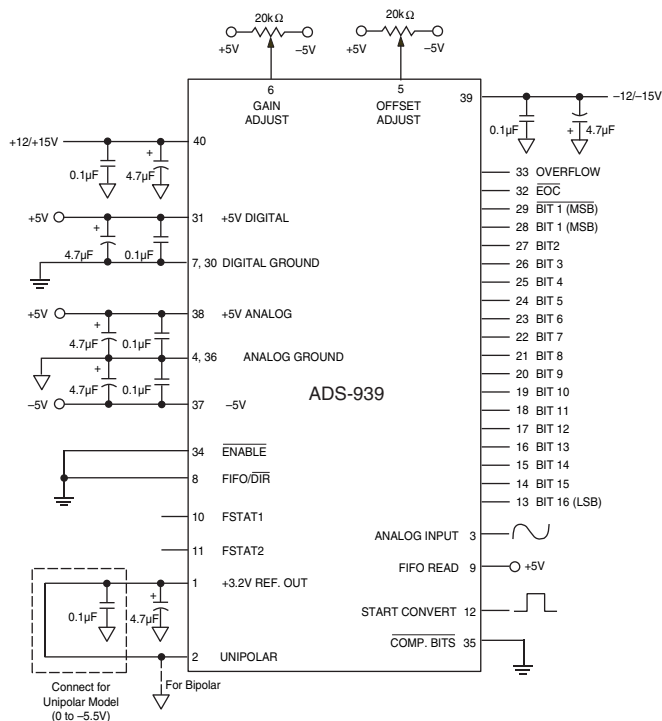 20kΩ
20kΩ
+5V
–5V
+5V
–5V
6
GAIN
ADJUST
5
OFFSET
ADJUST
39
–12/–15V
0.1µF
+
4.7µF
+12/+15V
40
0.1µF
+
4.7µF
+5V
31 +5V DIGITAL
+
4.7µF
0.1µF
7, 30 DIGITAL GROUND
+5V
38 +5V ANALOG
+
4.7µF
0.1µF
4, 36 ANALOG GROUND
+
4.7µF
0.1µF
–5V
37 –5V
34 ENABLE
8 FIFO/DIR
10 FSTAT1
11 FSTAT2
1 +3.2V REF. OUT
0.1µF
+
4.7µF
2 UNIPOLAR
For Bipolar
Connect for
Unipolar Model
(0 to –5.5V)
ADS-939
33 OVERFLOW
32 EOC
29 BIT 1 (MSB)
28 BIT 1 (MSB)
27 BIT2
26 BIT 3
25 BIT 4
24 BIT 5
23 BIT 6
22 BIT 7
21 BIT 8
20 BIT 9
19 BIT 10
18 BIT 11
17 BIT 12
16 BIT 13
15 BIT 14
14 BIT 15
13 BIT 16 (LSB)
ANALOG INPUT 3
FIFO READ 9
+5V
START CONVERT 12
COMP. BITS 35